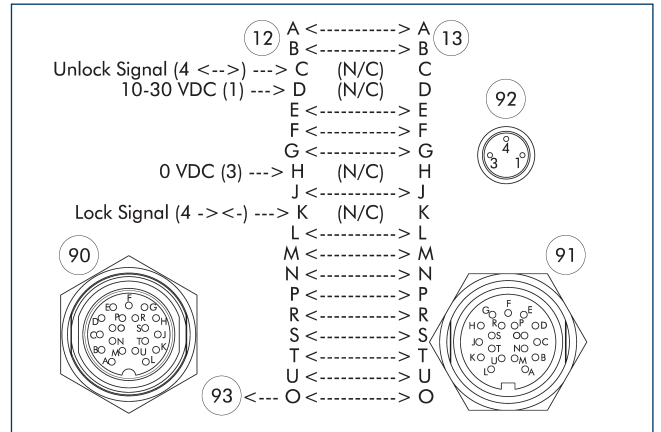 12 A <----------> A 13
B <----------> B
Unlock Signal (4 <-->) ---> C (N/C) C
10-30 VDC (1) ---> D (N/C) D
E <----------> E
F <----------> F
G <----------> G
0 VDC (3) ---> H (N/C) H
J <----------> J
Lock Signal (4 -><-) ---> K (N/C) K
L <----------> L
M <----------> M
N <----------> N
P <----------> P
R <----------> R
S <----------> S
T <----------> T
U <----------> U
93 <--- O <----------> O
92
4
3 1
90
F
E G
D P R H
C O S J
B N T K
A M U L
91
F
G E
H R P D
J S O C
K T N B
L U M A